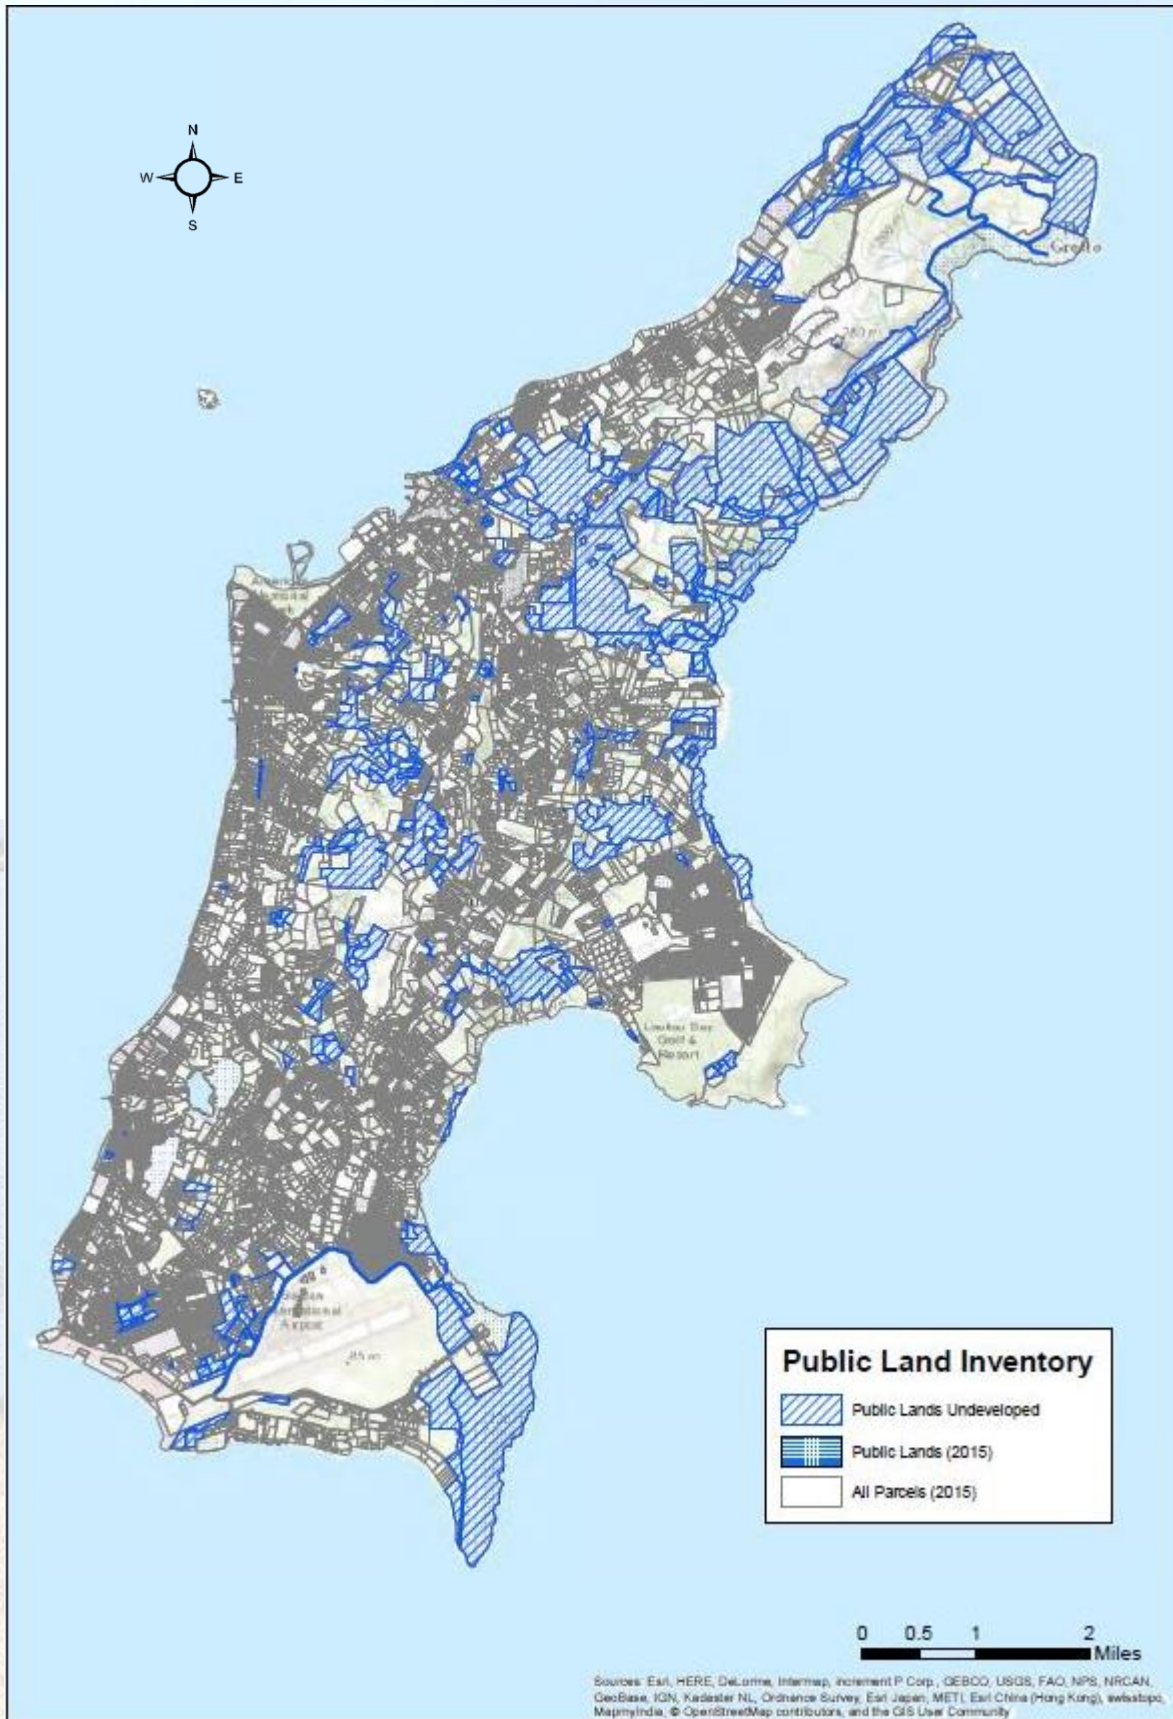 N
W E
S
Grotto
Laulau Bay
Golf &
Resort
Airport
85 m
Public Land Inventory
Public Lands Undeveloped
Public Lands (2015)
All Parcels (2015)
0 0.5 1 2
Miles
Sources: Esri, HERE, DeLorme, Intermap, increment P Corp., GEBCO, USGS, FAO, NPS, NRCAN,
GeoBase, IGN, Kadaster NL, Ordnance Survey, Esri Japan, METI, Esri China (Hong Kong), swisstopo,
MapmyIndia, © OpenStreetMap contributors, and the GIS User Community